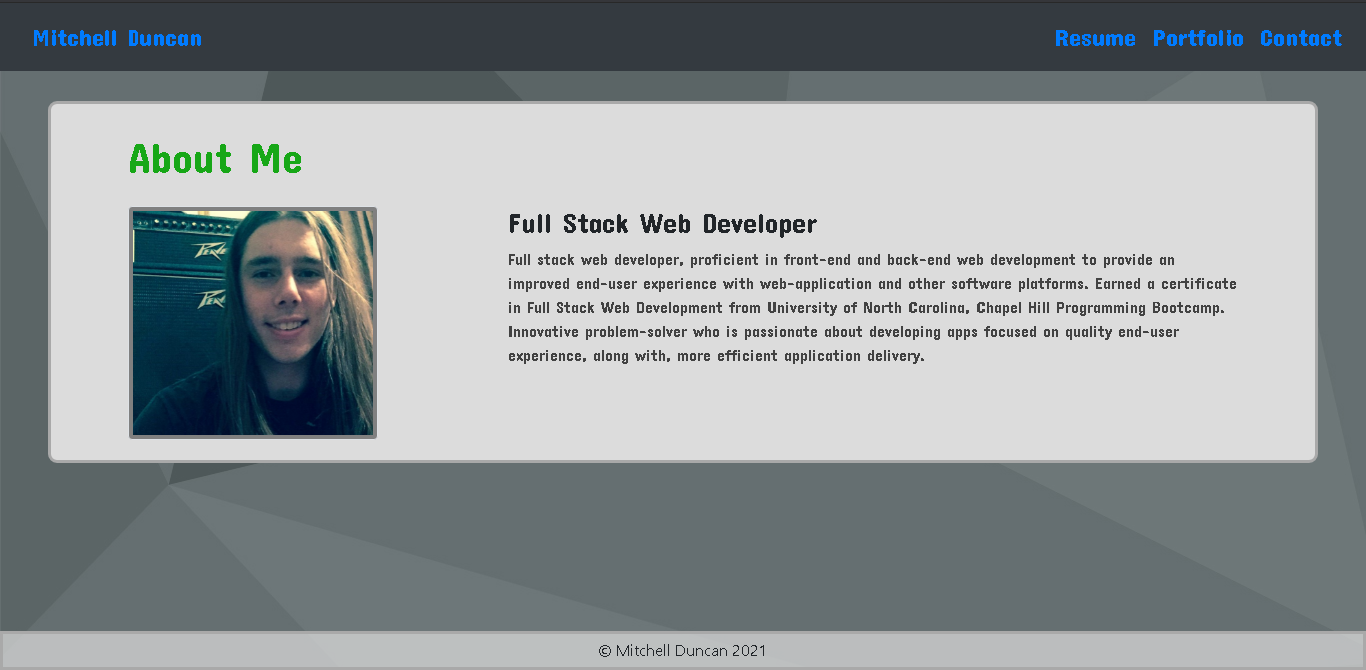 Mitchell Duncan
Resume Portfolio Contact
About Me
Full Stack Web Developer
Full stack web developer, proficient in front-end and back-end web development to provide an
improved end-user experience with web-application and other software platforms. Earned a certificate
in Full Stack Web Development from University of North Carolina, Chapel Hill Programming Bootcamp.
Innovative problem-solver who is passionate about developing apps focused on quality end-user
experience, along with, more efficient application delivery.
© Mitchell Duncan 2021